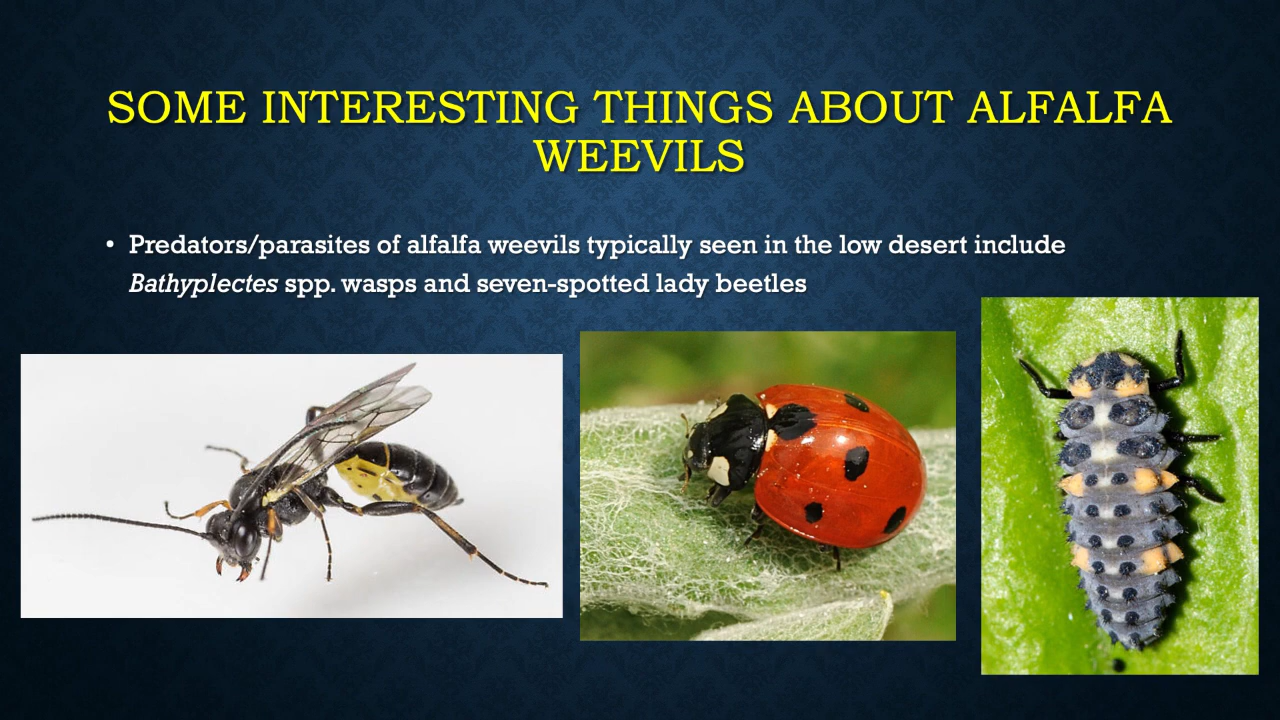 SOME INTERESTING THINGS ABOUT ALFALFA
WEEVILS
• Predators/parasites of alfalfa weevils typically seen in the low desert include
Bathyplectes spp. wasps and seven-spotted lady beetles